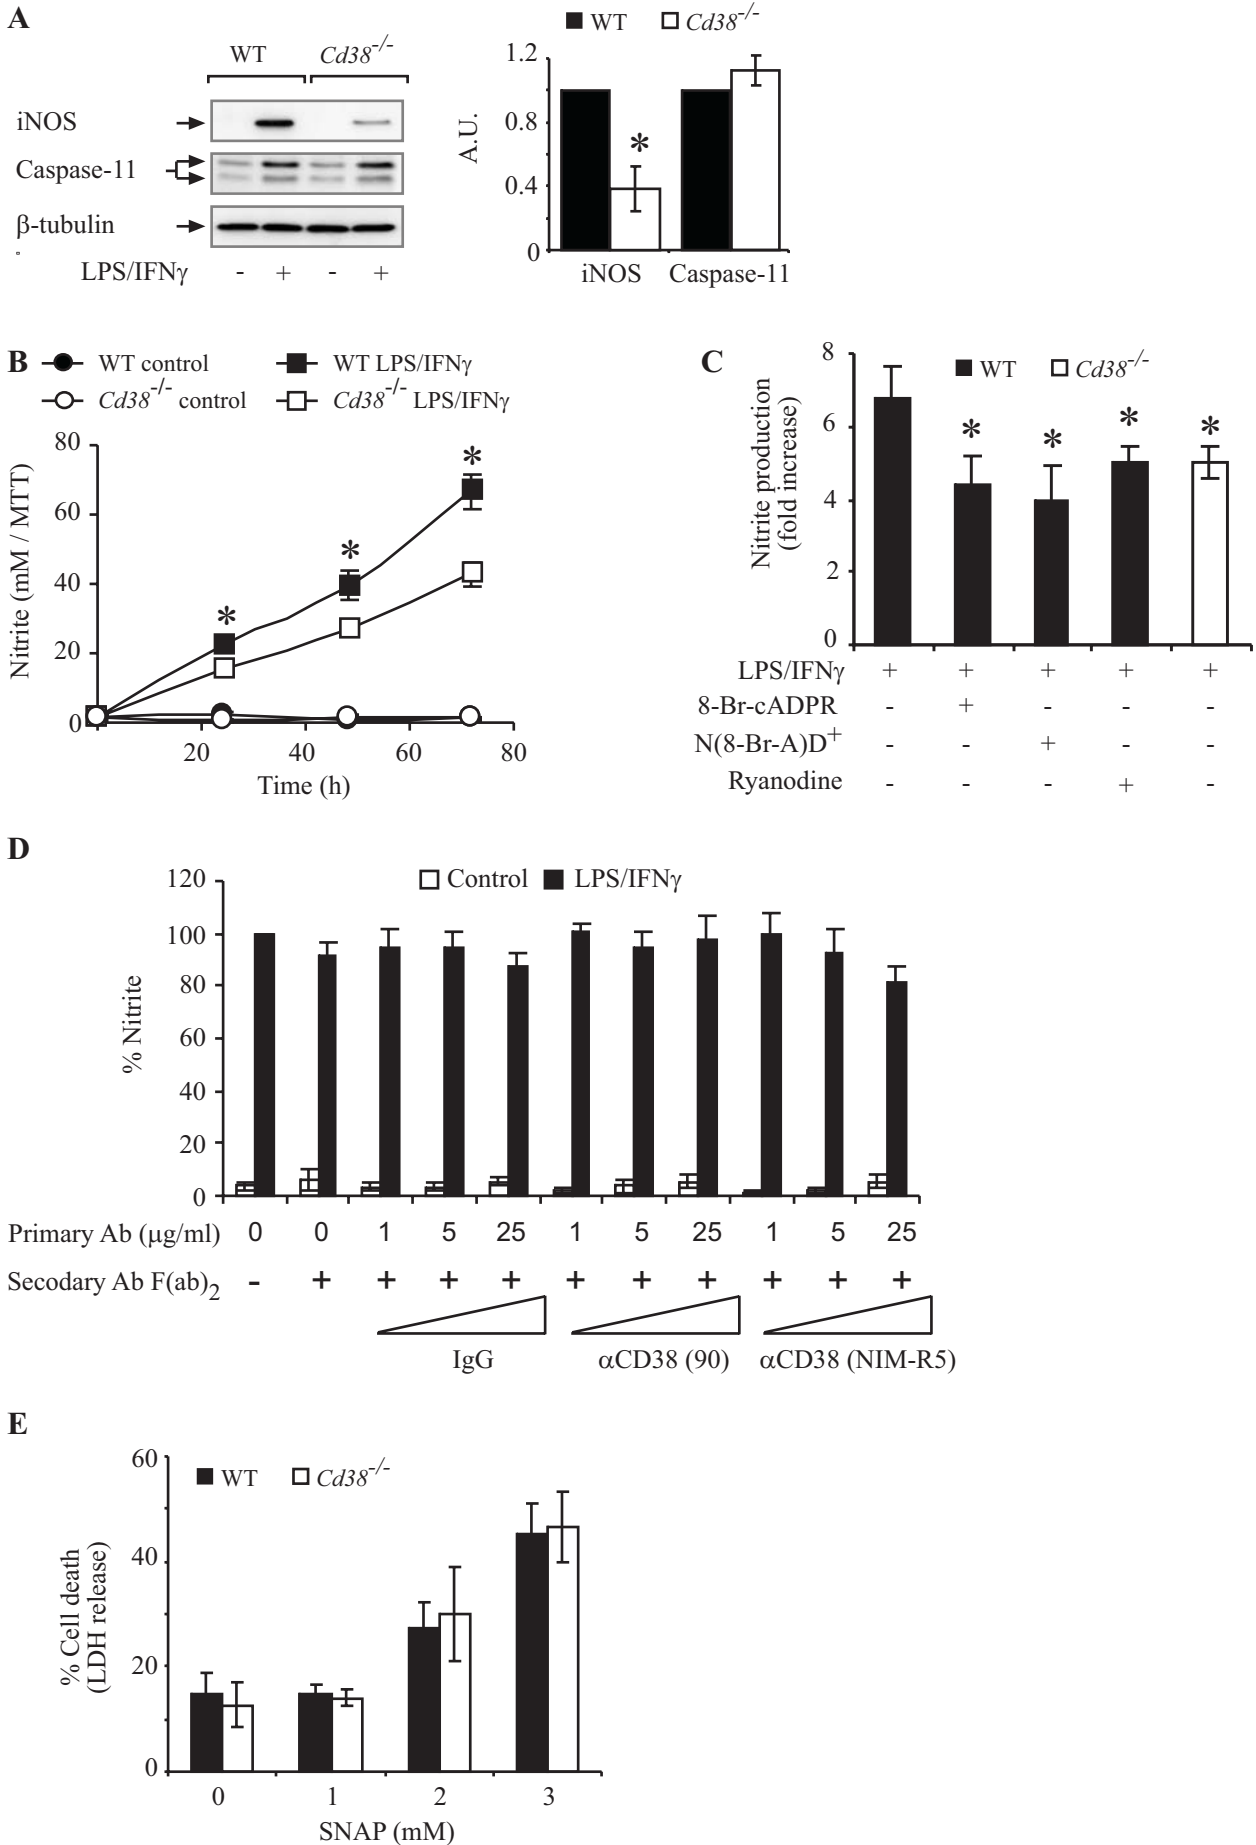 A
WT Cd38-/-
iNOS
Caspase-11
β-tubulin
LPS/IFNγ - + - +
WT Cd38-/-
A.U.
1.2
0.8
0.4
0
*
iNOS Caspase-11
B
WT control WT LPS/IFNγ
Cd38-/- control Cd38-/- LPS/IFNγ
Nitrite (mM / MTT)
80
60
40
20
0
* * *
20 40 60 80
Time (h)
C
WT Cd38-/-
Nitrite production
(fold increase)
8
6
4
2
0
* * * *
LPS/IFNγ + + + + +
8-Br-cADPR - + - - -
N(8-Br-A)D+ - - + - -
Ryanodine - - - + -
D
Control LPS/IFNγ
% Nitrite
120
100
80
60
40
20
0
Primary Ab (µg/ml) 0 0 1 5 25 1 5 25 1 5 25
Secodary Ab F(ab)2 - + + + + + + + + + +
IgG αCD38 (90) αCD38 (NIM-R5)
E
WT Cd38-/-
% Cell death
(LDH release)
60
40
20
0
0 1 2 3
SNAP (mM)